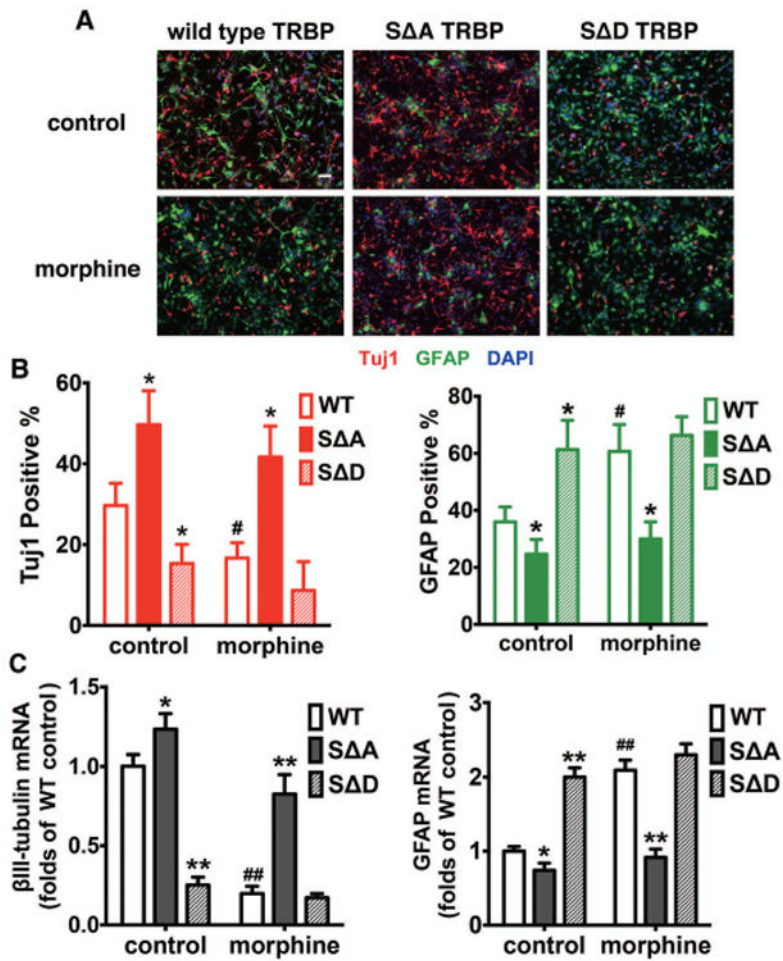 A
wild type TRBP SΔA TRBP SΔD TRBP
control
morphine
Tuj1 GFAP DAPI
B
Tuj1 Positive %
60
40
20
0
* * * # *
WT
SΔA
SΔD
control morphine
GFAP Positive %
80
60
40
20
0
* * # *
WT
SΔA
SΔD
control morphine
C
βIII-tubulin mRNA
(folds of WT control)
1.5
1.0
0.5
0.0
* ** ## **
WT
SΔA
SΔD
control morphine
GFAP mRNA
(folds of WT control)
3
2
1
0
* ** ## **
WT
SΔA
SΔD
control morphine